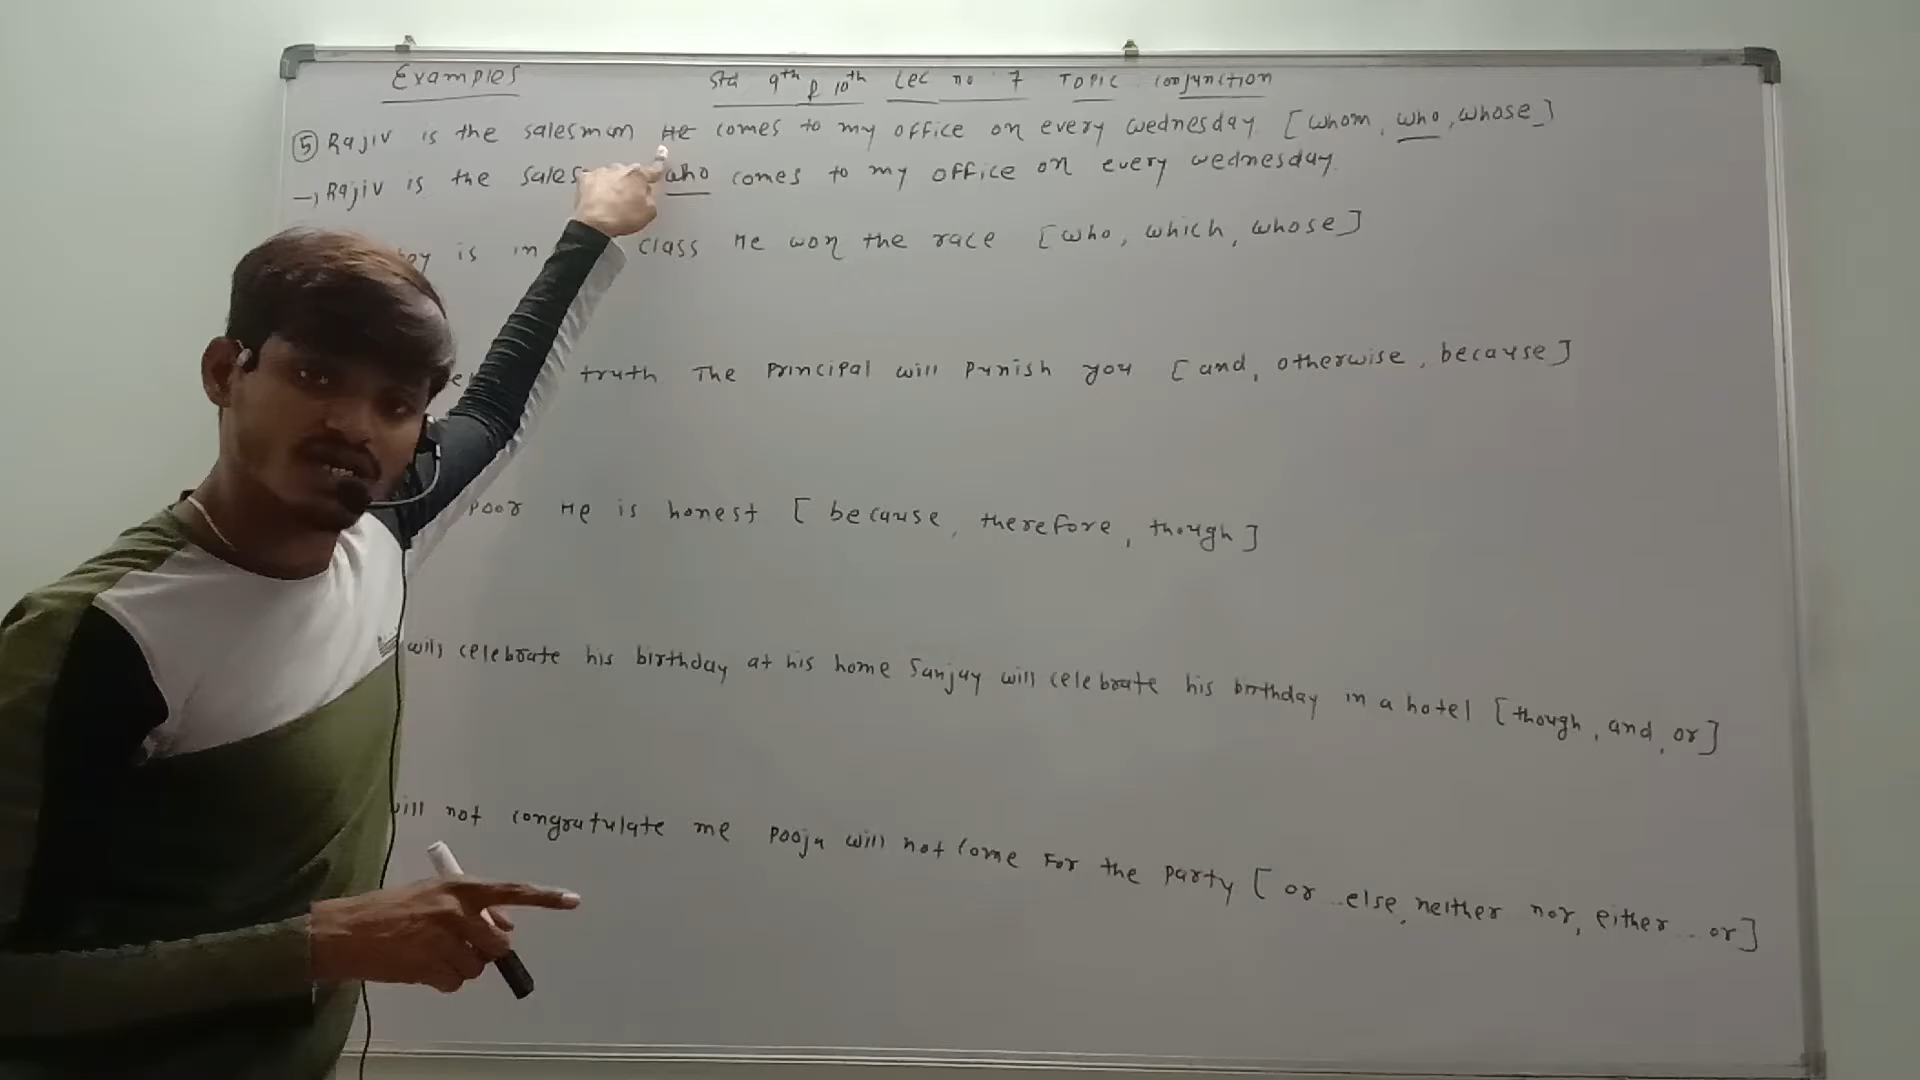 Examples Std 9th & 10th Lec no 7 Topic conjunction
⑤ Rajiv is the salesman He comes to my office on every wednesday. [whom, who, whose]
→ Rajiv is the sales who comes to my office on every wednesday.
boy is in class He won the race [who, which, whose]
truth The Principal will punish you [and, otherwise, because]
poor He is honest [because, therefore, though]
will celebrate his birthday at his home Sanjay will celebrate his birthday in a hotel [though, and, or]
will not congratulate me Pooja will not come for the party [or ..else, neither nor, either ... or]